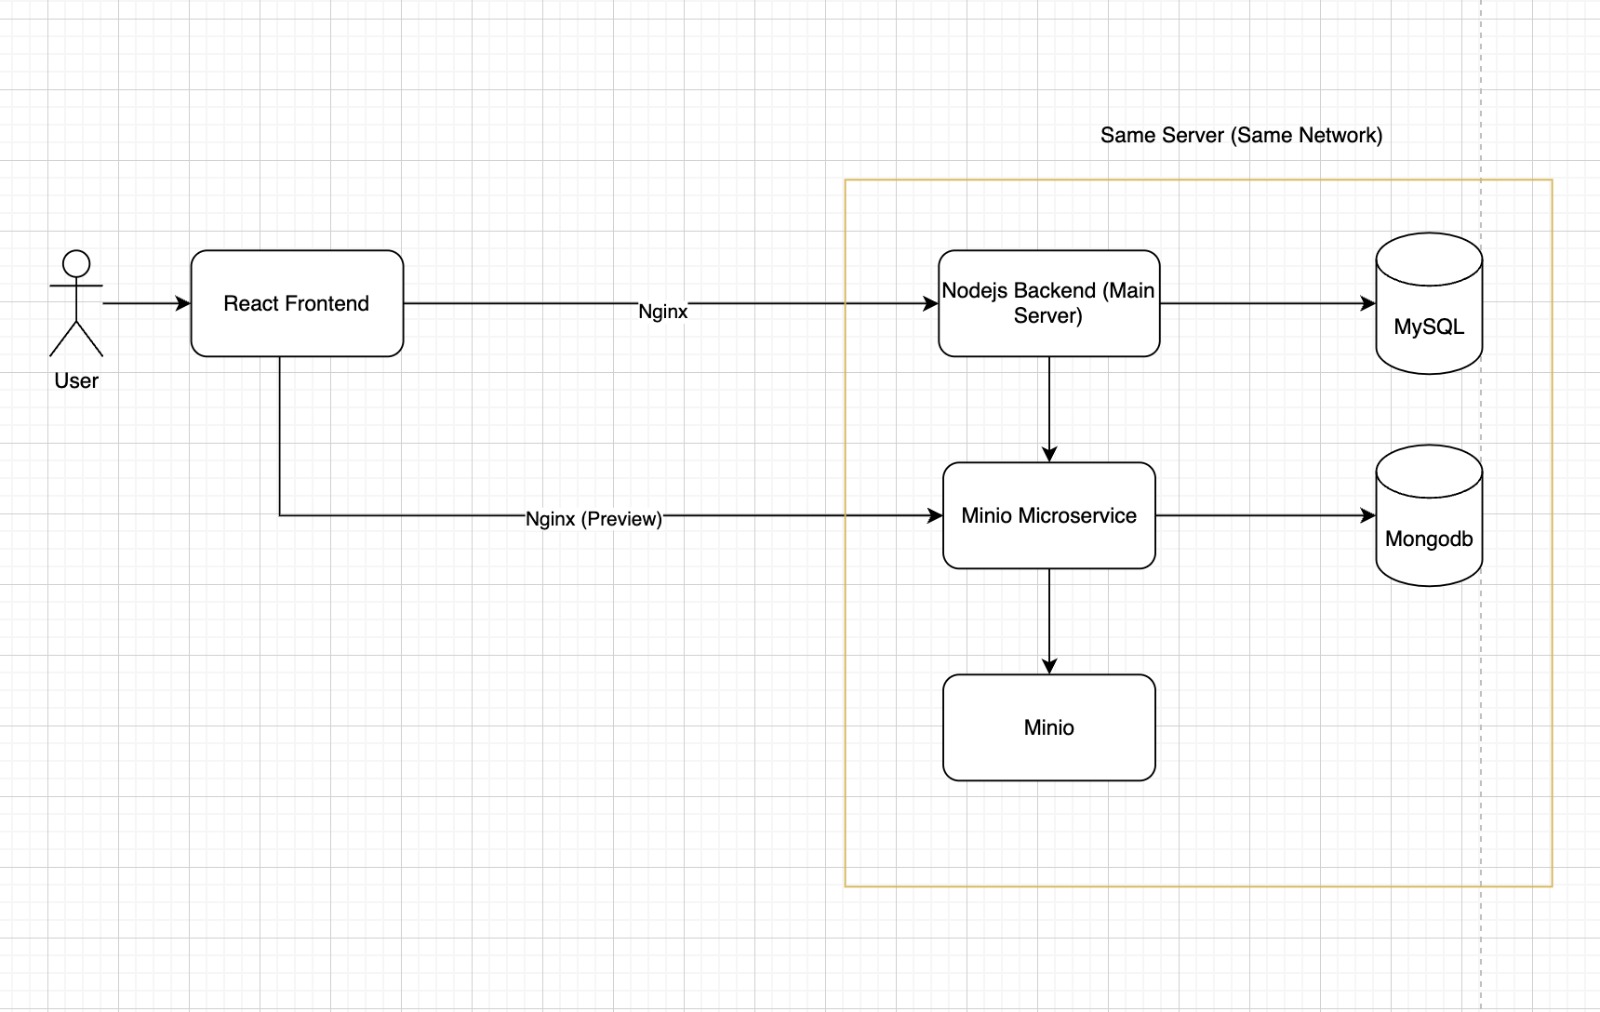 Same Server (Same Network)
User
React Frontend
Nginx
Nodejs Backend (Main
Server)
MySQL
Nginx (Preview)
Minio Microservice
Mongodb
Minio